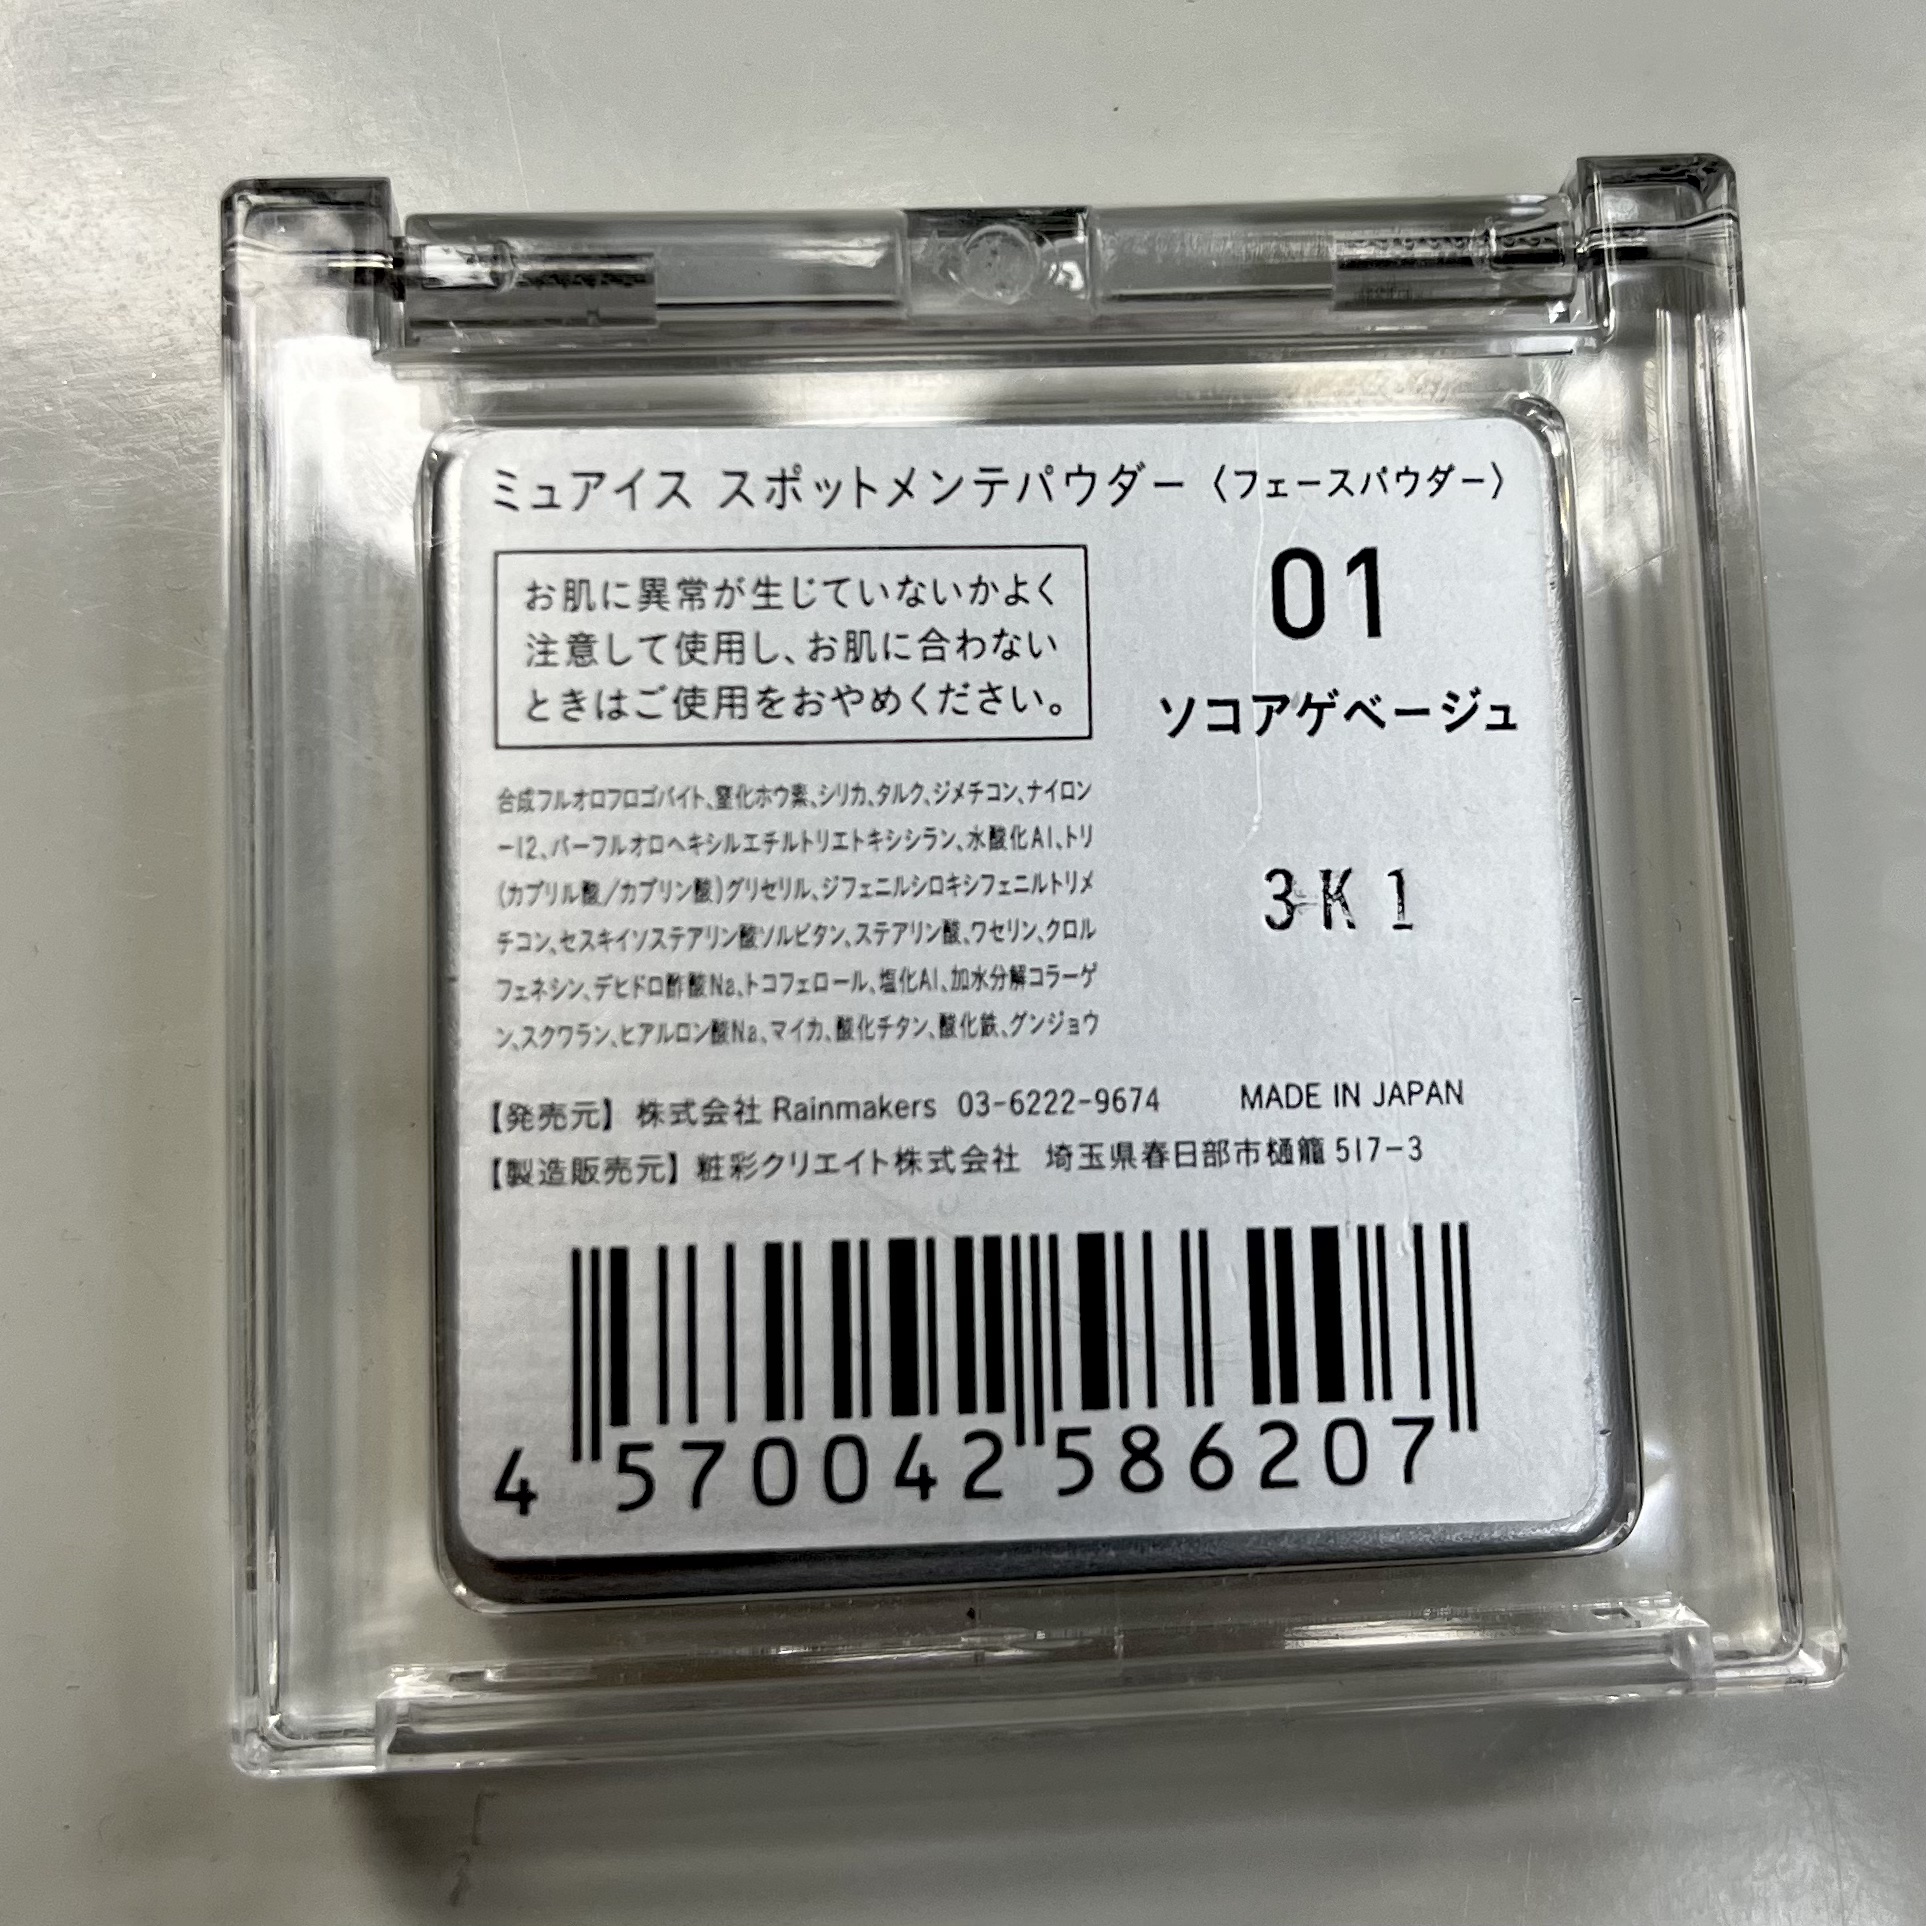 ミュアイス スポットメンテパウダー〈フェースパウダー〉
お肌に異常が生じていないかよく
注意して使用し、お肌に合わない
ときはご使用をおやめください。
01
ソコアゲベージュ
合成フルオロフロゴパイト、窒化ホウ素、シリカ、タルク、ジメチコン、ナイロン
-12、パーフルオロヘキシルエチルトリエトキシシラン、水酸化Al、トリ
(カプリル酸/カプリン酸)グリセリル、ジフェニルシロキシフェニルトリメ
チコン、セスキイソステアリン酸ソルビタン、ステアリン酸、ワセリン、クロル
フェネシン、デヒドロ酢酸Na、トコフェロール、塩化Al、加水分解コラーゲ
ン、スクワラン、ヒアルロン酸Na、マイカ、酸化チタン、酸化鉄、グンジョウ
3K1
【発売元】株式会社 Rainmakers 03-6222-9674 MADE IN JAPAN
【製造販売元】粧彩クリエイト株式会社 埼玉県春日部市樋籠517-3
4 570042 586207